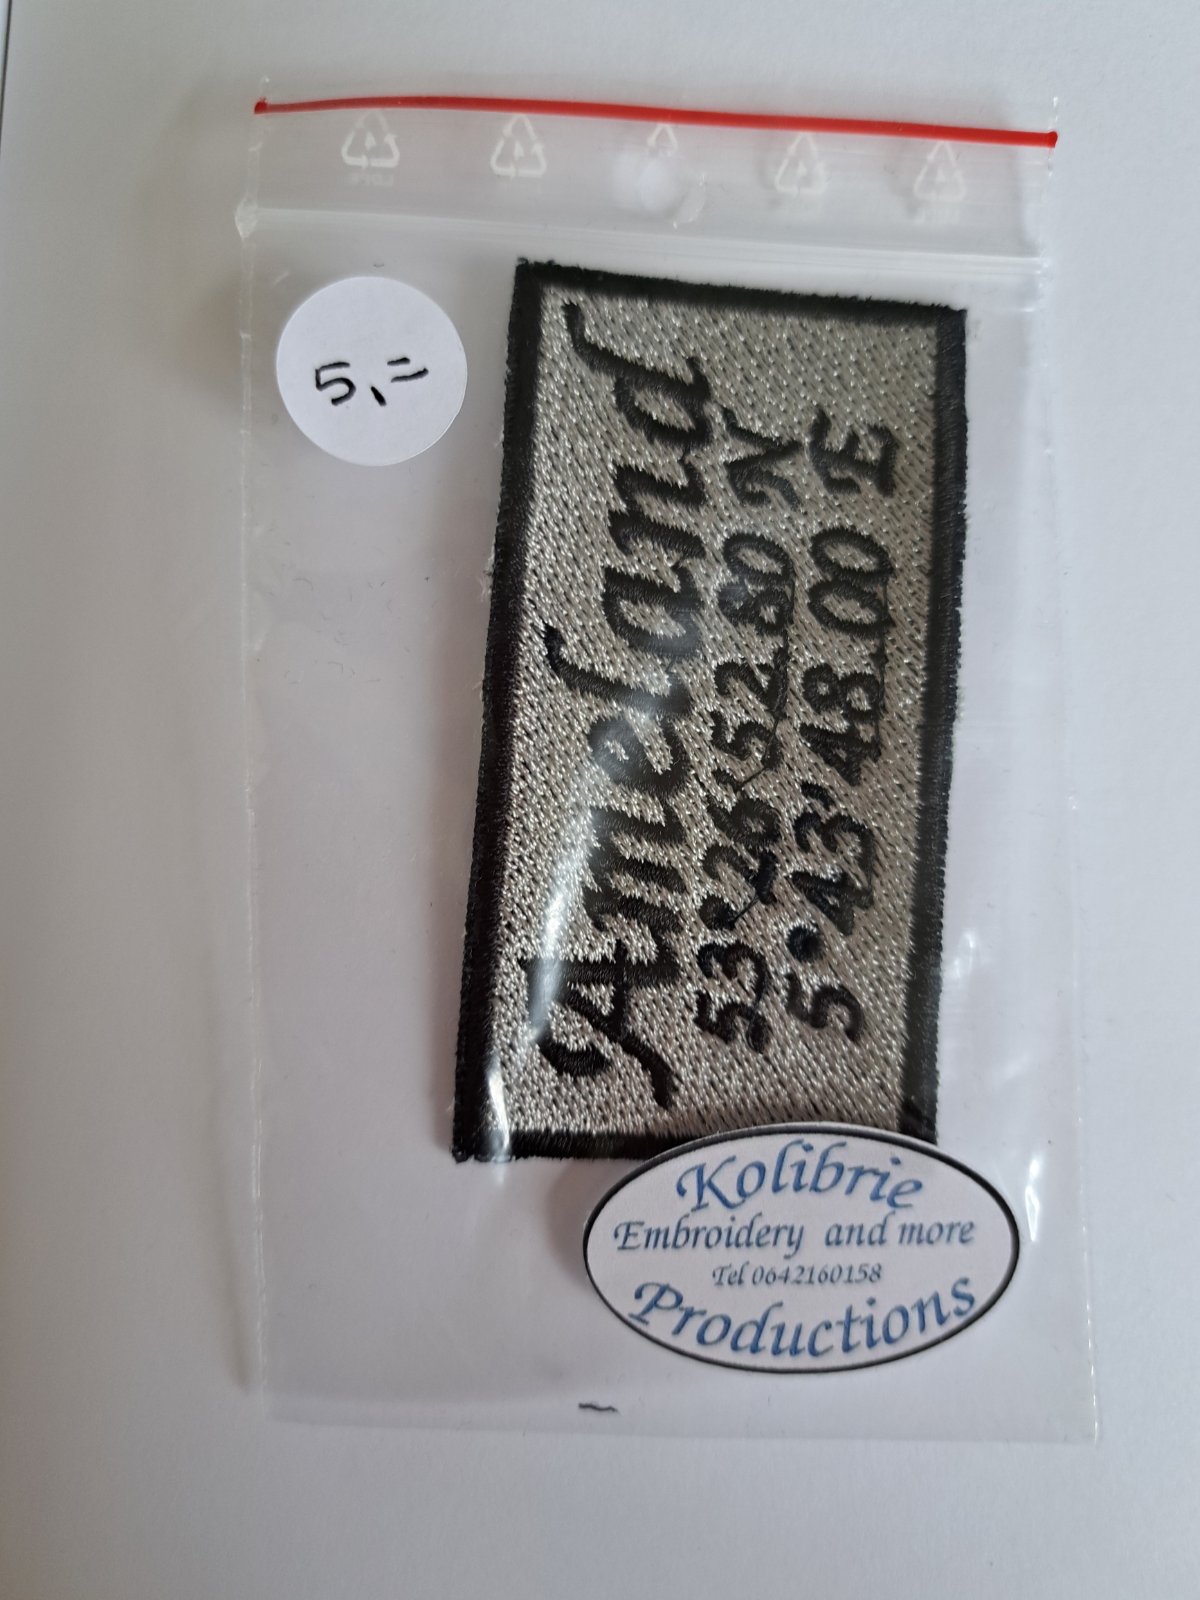 5,=
Ameland
53°26'52.80 N
5°43'48.00 E
Kolibrie
Embroidery and more
Tel 0642160158
Productions